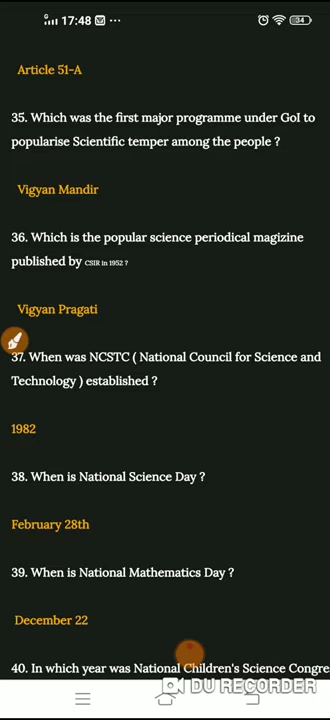 17:48 ... 34
Article 51-A
35. Which was the first major programme under GoI to
popularise Scientific temper among the people ?
Vigyan Mandir
36. Which is the popular science periodical magizine
published by CSIR in 1952 ?
Vigyan Pragati
37. When was NCSTC ( National Council for Science and
Technology ) established ?
1982
38. When is National Science Day ?
February 28th
39. When is National Mathematics Day ?
December 22
40. In which year was National Children's Science Congre
DU RECORDER